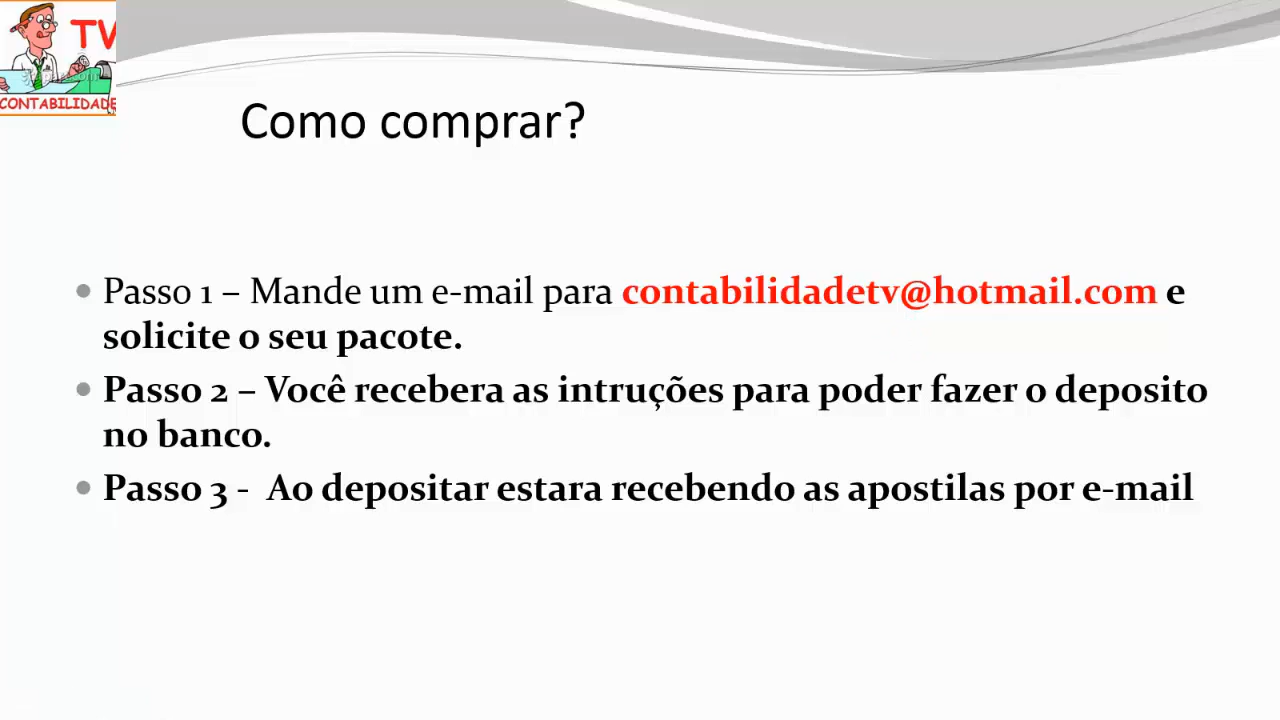 TV
CONTABILIDADE
Como comprar?
• Passo 1 – Mande um e-mail para contabilidadetv@hotmail.com e
solicite o seu pacote.
• Passo 2 – Você recebera as intruções para poder fazer o deposito
no banco.
• Passo 3 - Ao depositar estara recebendo as apostilas por e-mail